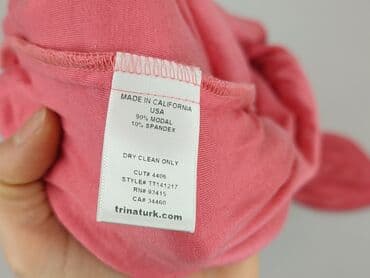 MADE IN CALIFORNIA
USA
90% MODAL
10% SPANDEX
DRY CLEAN ONLY
CUT# 4406
STYLE# TT141217
RN# 92415
CA# 34460
trinaturk.com